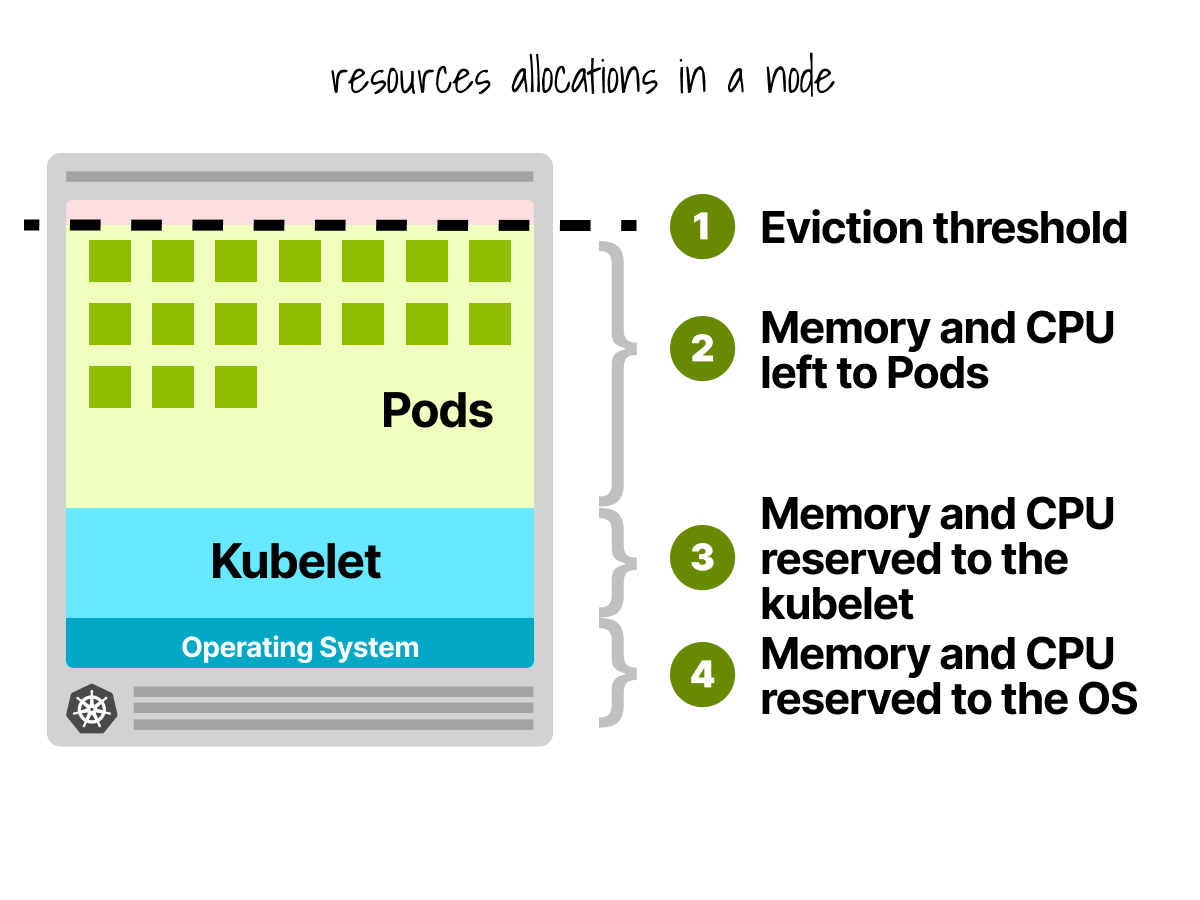 resources allocations in a node
1
Eviction threshold
2
Memory and CPU
left to Pods
Pods
3
Memory and CPU
reserved to the
kubelet
Kubelet
4
Memory and CPU
reserved to the OS
Operating System